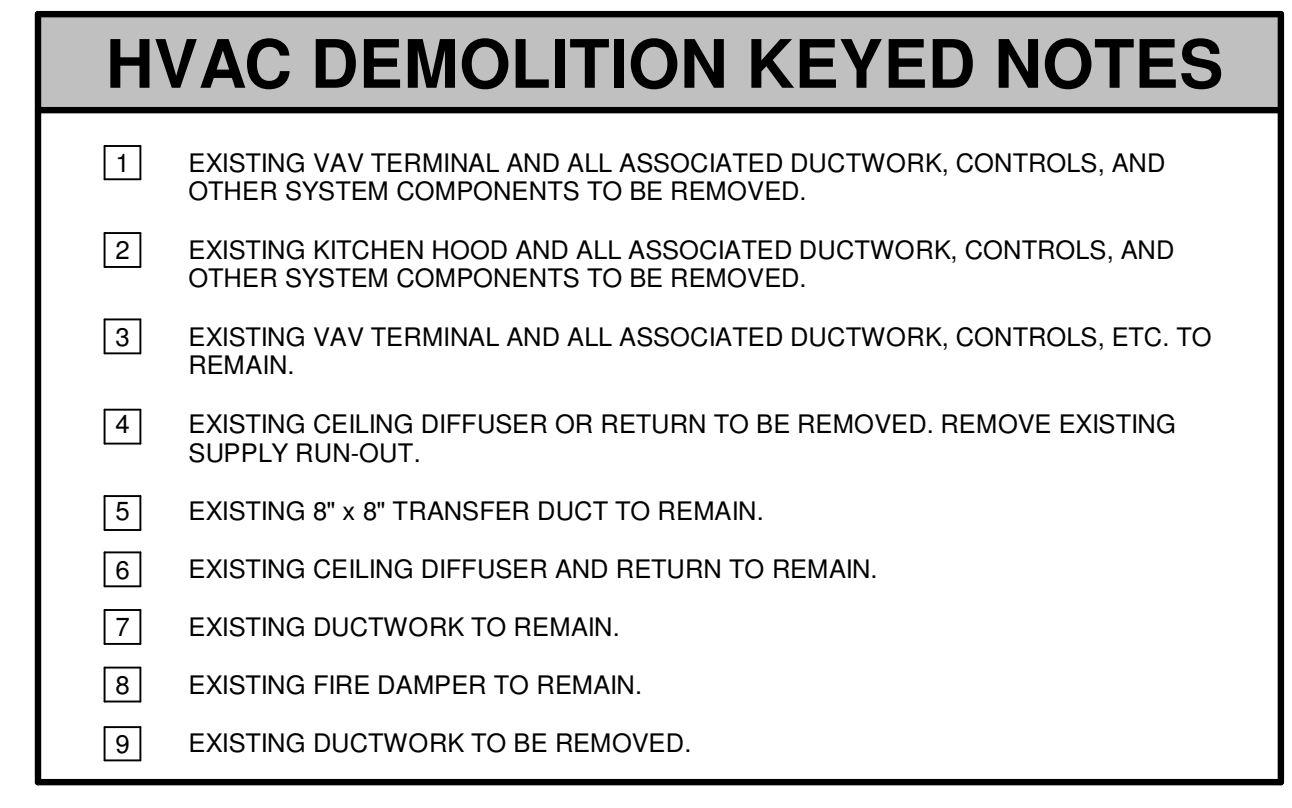 HVAC DEMOLITION KEYED NOTES
1 EXISTING VAV TERMINAL AND ALL ASSOCIATED DUCTWORK, CONTROLS, AND
OTHER SYSTEM COMPONENTS TO BE REMOVED.
2 EXISTING KITCHEN HOOD AND ALL ASSOCIATED DUCTWORK, CONTROLS, AND
OTHER SYSTEM COMPONENTS TO BE REMOVED.
3 EXISTING VAV TERMINAL AND ALL ASSOCIATED DUCTWORK, CONTROLS, ETC. TO
REMAIN.
4 EXISTING CEILING DIFFUSER OR RETURN TO BE REMOVED. REMOVE EXISTING
SUPPLY RUN-OUT.
5 EXISTING 8" x 8" TRANSFER DUCT TO REMAIN.
6 EXISTING CEILING DIFFUSER AND RETURN TO REMAIN.
7 EXISTING DUCTWORK TO REMAIN.
8 EXISTING FIRE DAMPER TO REMAIN.
9 EXISTING DUCTWORK TO BE REMOVED.